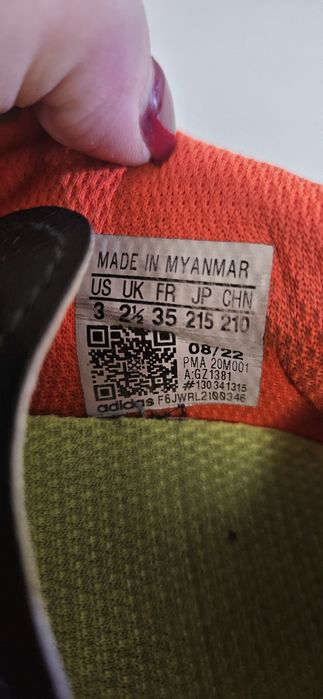 MADE IN MYANMAR
US UK FR JP CHN
3 2½ 35 215 210
08/22
PMA 20M001
A:GZ1381
#130341315
adidas F6JWRL2100346